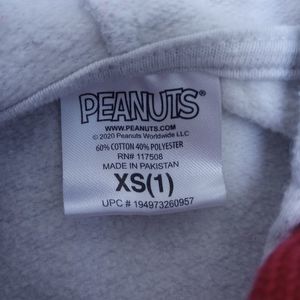 PEANUTS®
WWW.PEANUTS.COM
© 2020 Peanuts Worldwide LLC
60% COTTON 40% POLYESTER
RN# 117508
MADE IN PAKISTAN
XS(1)
UPC # 194973260957